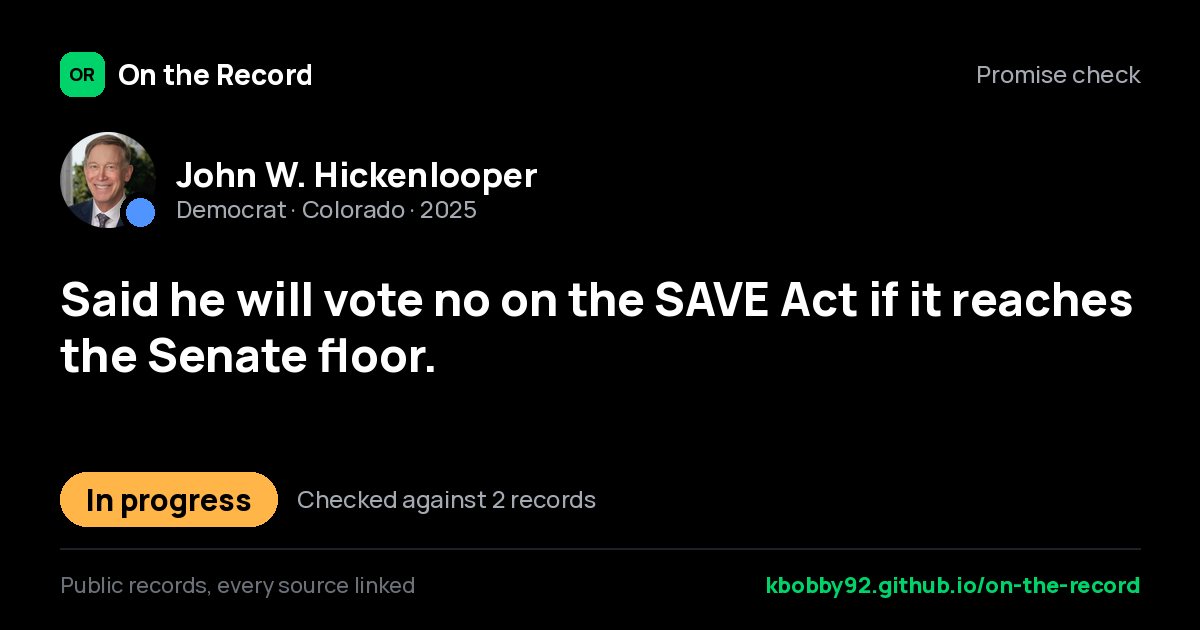 OR On the Record
Promise check
John W. Hickenlooper
Democrat · Colorado · 2025
Said he will vote no on the SAVE Act if it reaches
the Senate floor.
In progress
Checked against 2 records
Public records, every source linked
kbobby92.github.io/on-the-record